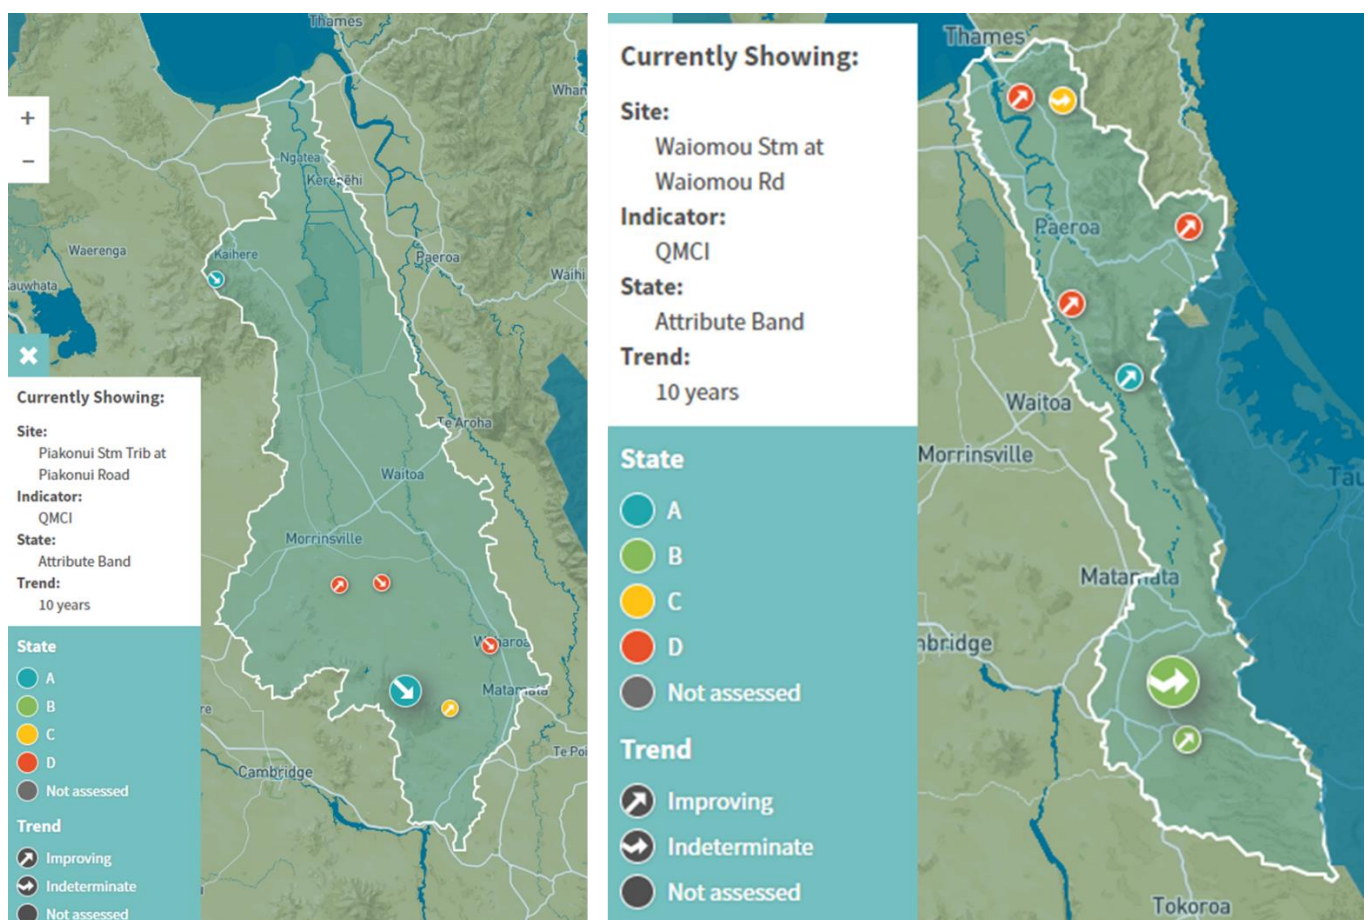 Thames
Whan
+
−
Ngatea
Kerepēhi
Waerenga
Kaihere
Paeroa
Waihi
auwhata
Currently Showing:
Site:
Piakonui Stm Trib at
Piakonui Road
Indicator:
QMCI
State:
Attribute Band
Trend:
10 years
Te Aroha
Waitoa
Morrinsville
Matamata
re
Te Poi
Cambridge
State
A
B
C
D
Not assessed
Trend
Improving
Indeterminate
Not assessed
Currently Showing:
Site:
Waiomou Stm at
Waiomou Rd
Indicator:
QMCI
State:
Attribute Band
Trend:
10 years
State
A
B
C
D
Not assessed
Trend
Improving
Indeterminate
Not assessed
Thames
Paeroa
Waitoa
Morrinsville
Tau
Matamata
mbridge
Tokoroa